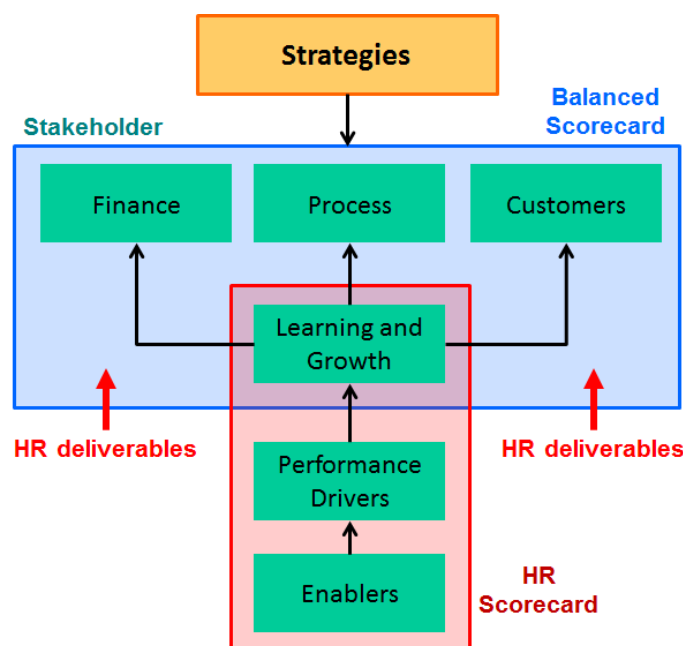 Strategies
Stakeholder
Balanced
Scorecard
Finance
Process
Customers
Learning and
Growth
HR deliverables
HR deliverables
Performance
Drivers
Enablers
HR
Scorecard